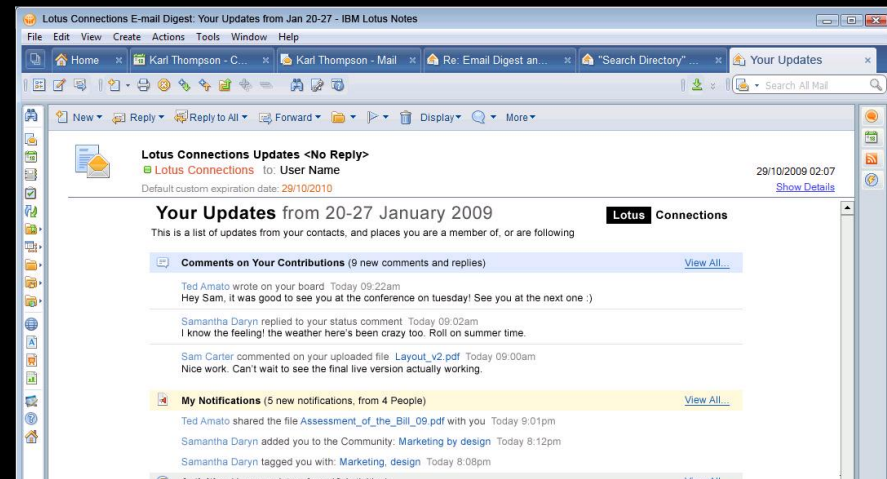 Lotus Connections E-mail Digest: Your Updates from Jan 20-27 - IBM Lotus Notes
File Edit View Create Actions Tools Window Help
Home Karl Thompson - C... Karl Thompson - Mail Re: Email Digest an... "Search Directory" ... Your Updates
Search All Mail
New Reply Reply to All Forward Display More
Lotus Connections Updates <No Reply>
Lotus Connections to: User Name
29/10/2009 02:07
Default custom expiration date: 29/10/2010
Show Details
Your Updates from 20-27 January 2009 Lotus Connections
This is a list of updates from your contacts, and places you are a member of, or are following
Comments on Your Contributions (9 new comments and replies) View All...
Ted Amato wrote on your board Today 09:22am
Hey Sam, it was good to see you at the conference on tuesday! See you at the next one :)
Samantha Daryn replied to your status comment Today 09:02am
I know the feeling! the weather here's been crazy too. Roll on summer time.
Sam Carter commented on your uploaded file Layout_v2.pdf Today 09:00am
Nice work. Can't wait to see the final live version actually working.
My Notifications (5 new notifications, from 4 People) View All...
Ted Amato shared the file Assessment_of_the_Bill_09.pdf with you Today 9:01pm
Samantha Daryn added you to the Community: Marketing by design Today 8:12pm
Samantha Daryn tagged you with: Marketing, design Today 8:08pm